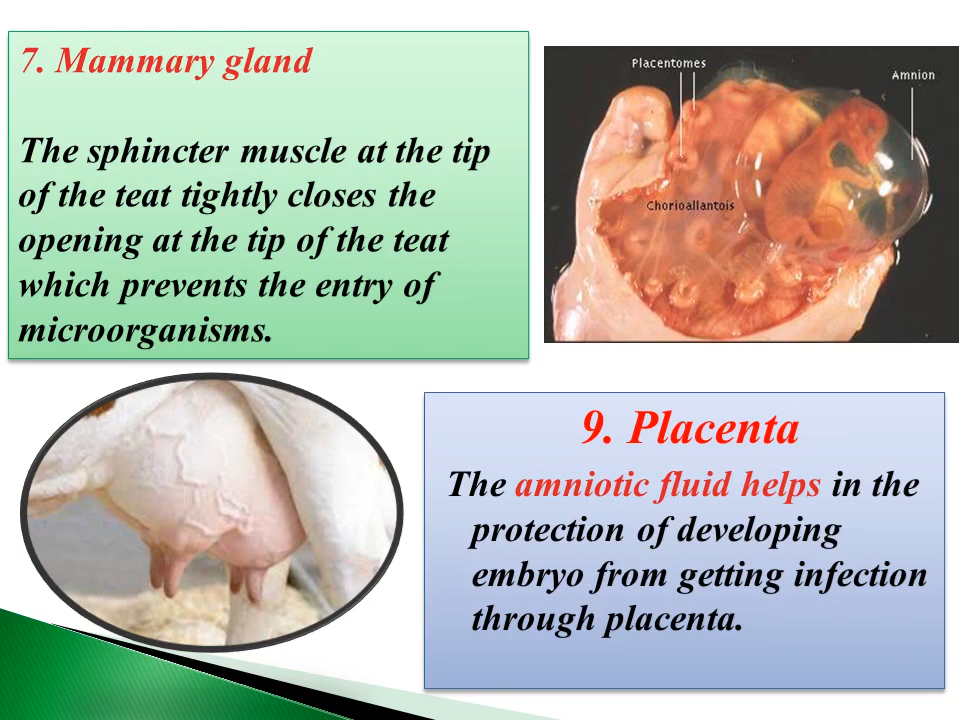 7. Mammary gland
The sphincter muscle at the tip
of the teat tightly closes the
opening at the tip of the teat
which prevents the entry of
microorganisms.
Placentomes
Amnion
Chorioallantois
9. Placenta
The amniotic fluid helps in the
protection of developing
embryo from getting infection
through placenta.